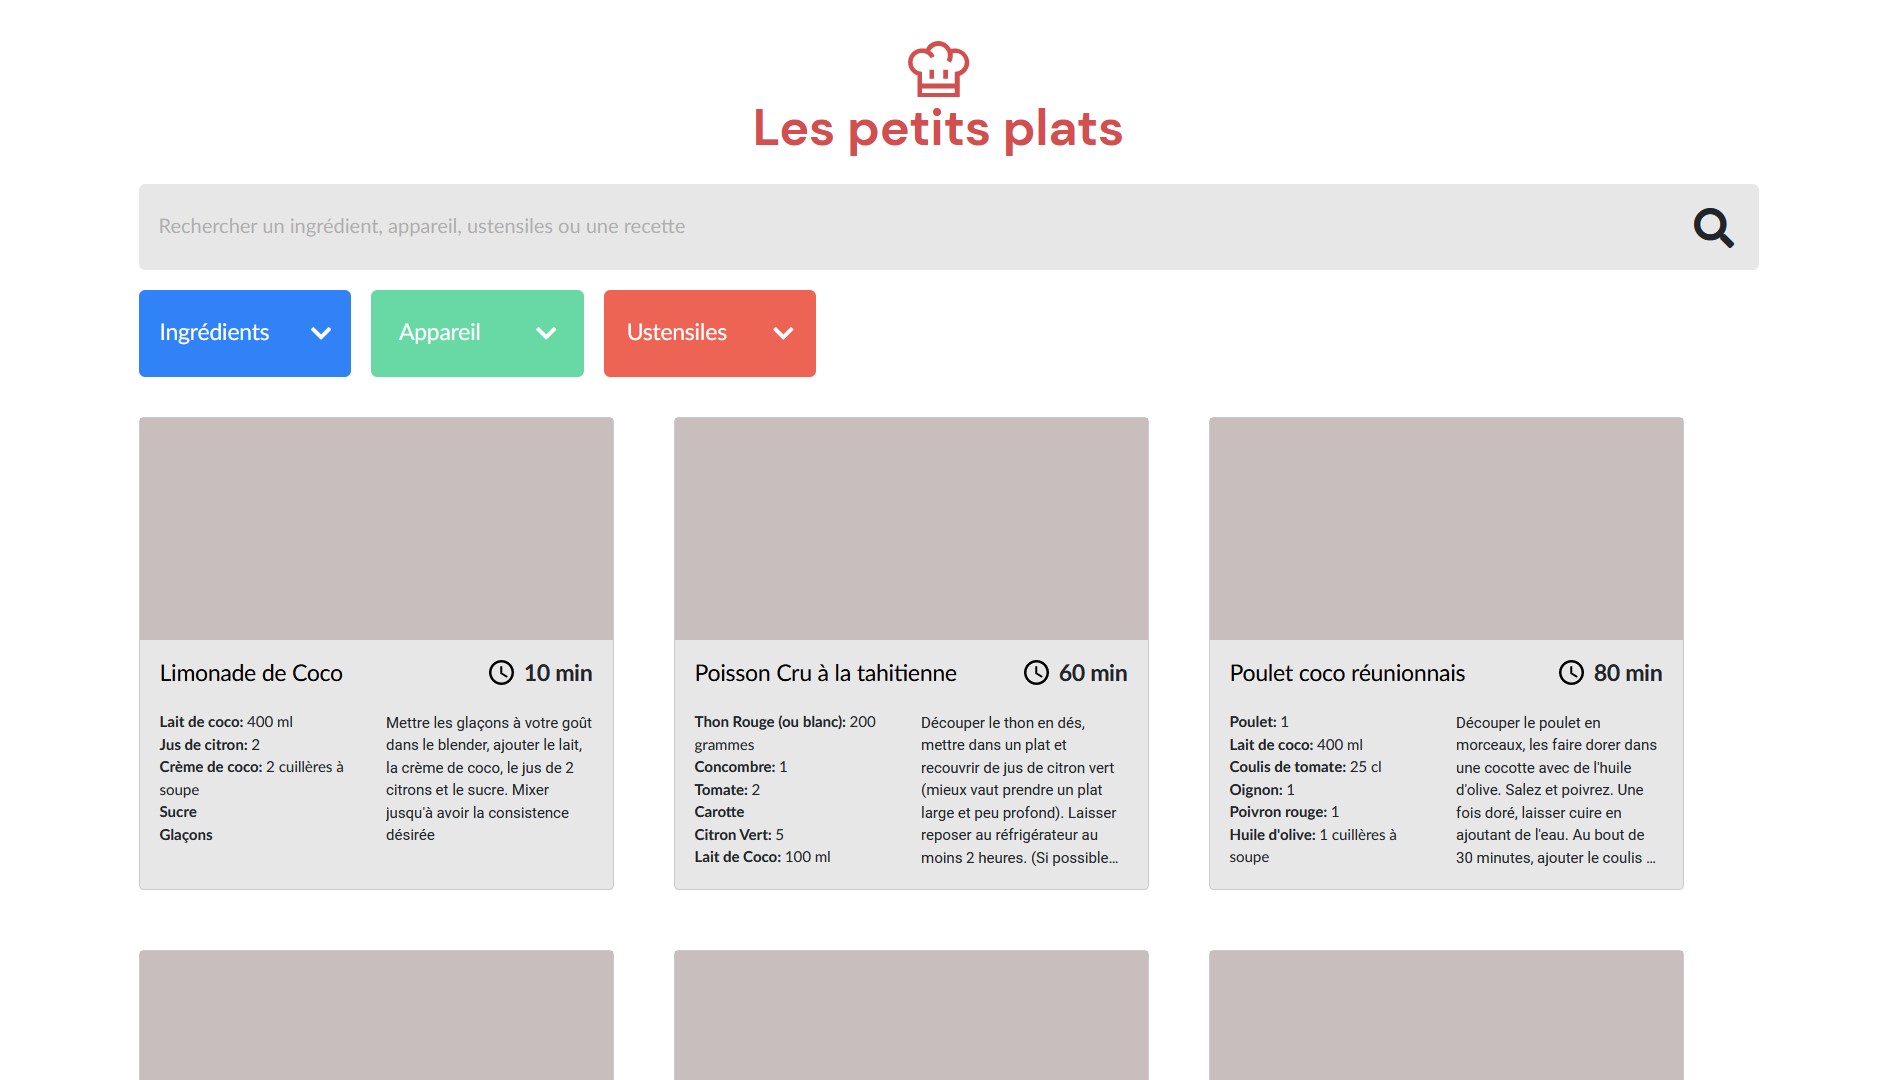 Les petits plats
Rechercher un ingrédient, appareil, ustensiles ou une recette
Ingrédients
Appareil
Ustensiles
Limonade de Coco
10 min
Lait de coco: 400 ml
Jus de citron: 2
Crème de coco: 2 cuillères à
soupe
Sucre
Glaçons
Mettre les glaçons à votre goût
dans le blender, ajouter le lait,
la crème de coco, le jus de 2
citrons et le sucre. Mixer
jusqu'à avoir la consistence
désirée
Poisson Cru à la tahitienne
60 min
Thon Rouge (ou blanc): 200
grammes
Concombre: 1
Tomate: 2
Carotte
Citron Vert: 5
Lait de Coco: 100 ml
Découper le thon en dés,
mettre dans un plat et
recouvrir de jus de citron vert
(mieux vaut prendre un plat
large et peu profond). Laisser
reposer au réfrigérateur au
moins 2 heures. (Si possible...
Poulet coco réunionnais
80 min
Poulet: 1
Lait de coco: 400 ml
Coulis de tomate: 25 cl
Oignon: 1
Poivron rouge: 1
Huile d'olive: 1 cuillères à
soupe
Découper le poulet en
morceaux, les faire dorer dans
une cocotte avec de l'huile
d'olive. Salez et poivrez. Une
fois doré, laisser cuire en
ajoutant de l'eau. Au bout de
30 minutes, ajouter le coulis ...